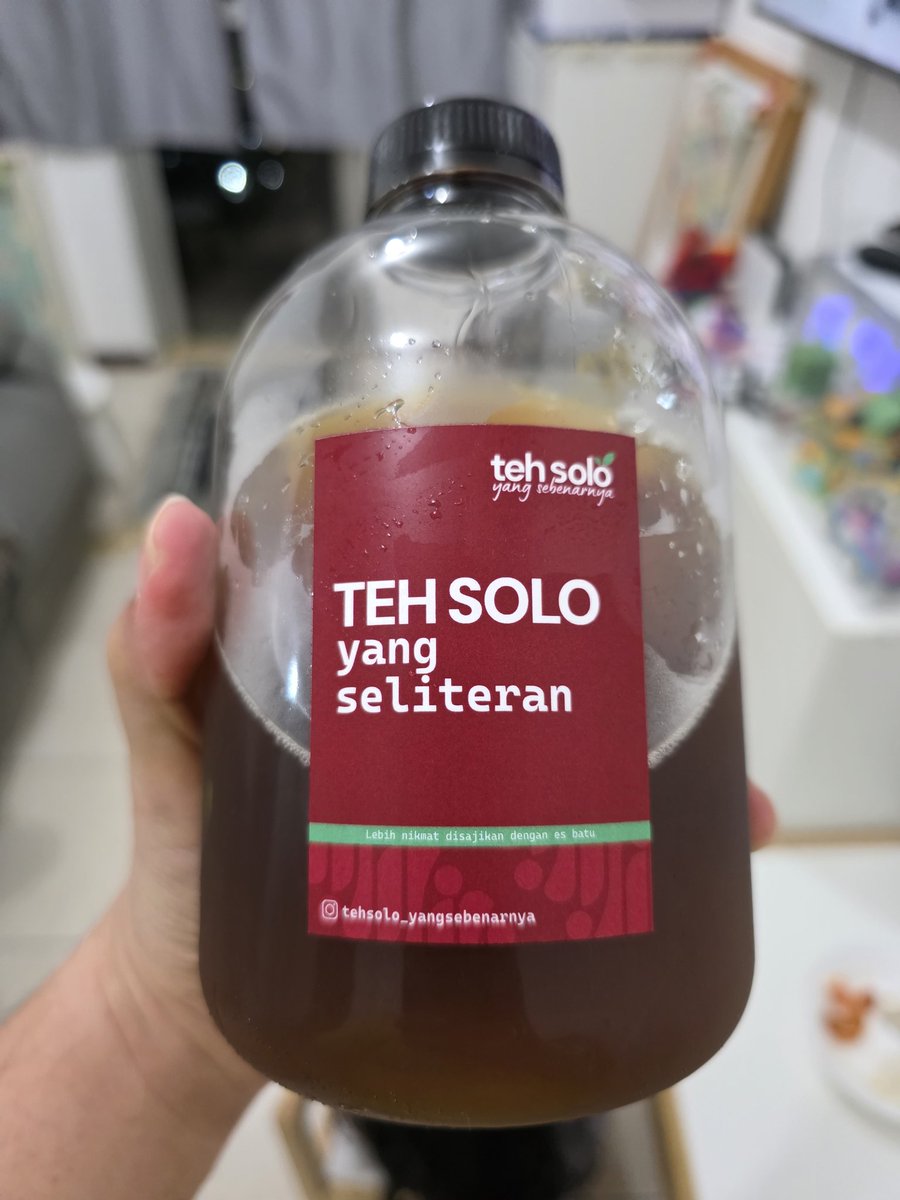 teh solo
yang sebenarnya
TEH SOLO
yang
seliteran
Lebih nikmat disajikan dengan es batu
tehsolo_yangsebenarnya